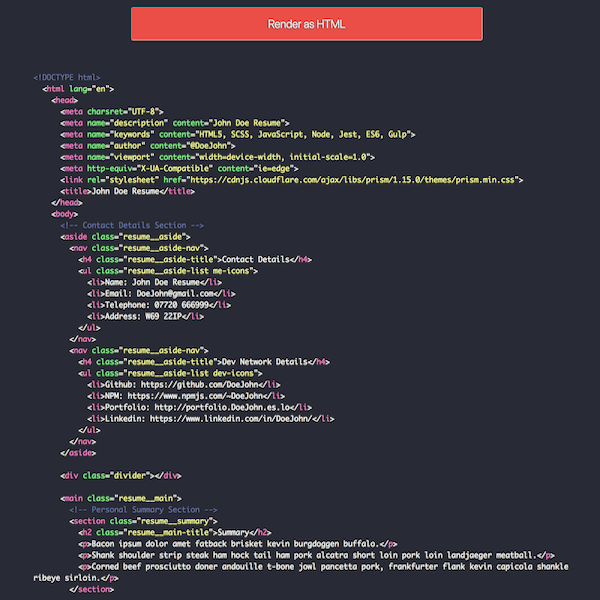 Render as HTML
<!DOCTYPE html>
<html lang="en">
<head>
<meta charsret="UTF-8">
<meta name="description" content="John Doe Resume">
<meta name="keywords" content="HTML5, SCSS, JavaScript, Node, Jest, ES6, Gulp">
<meta name="author" content="@DoeJohn">
<meta name="viewport" content="width=device-width, initial-scale=1.0">
<meta http-equiv="X-UA-Compatible" content="ie=edge">
<link rel="stylesheet" href="https://cdnjs.cloudflare.com/ajax/libs/prism/1.15.0/themes/prism.min.css">
<title>John Doe Resume</title>
</head>
<body>
<!-- Contact Details Section -->
<aside class="resume__aside">
<nav class="resume__aside-nav">
<h4 class="resume__aside-title">Contact Details</h4>
<ul class="resume__aside-list me-icons">
<li>Name: John Doe Resume</li>
<li>Email: DoeJohn@gmail.com</li>
<li>Telephone: 07720 666999</li>
<li>Address: W69 2ZIP</li>
</ul>
</nav>
<nav class="resume__aside-nav">
<h4 class="resume__aside-title">Dev Network Details</h4>
<ul class="resume__aside-list dev-icons">
<li>Github: https://github.com/DoeJohn</li>
<li>NPM: https://www.npmjs.com/~DoeJohn</li>
<li>Portfolio: http://portfolio.DoeJohn.es.lo</li>
<li>Linkedin: https://www.linkedin.com/in/DoeJohn/</li>
</ul>
</nav>
</aside>
<div class="divider"></div>
<main class="resume__main">
<!-- Personal Summary Section -->
<section class="resume__summary">
<h2 class="resume__main-title">Summary</h2>
<p>Bacon ipsum dolor amet fatback brisket kevin burgdoggen buffalo.</p>
<p>Shank shoulder strip steak ham hock tail ham pork alcatra short loin pork loin landjaeger meatball.</p>
<p>Corned beef prosciutto doner andouille t-bone jowl pancetta pork, frankfurter flank kevin capicola shankle
ribeye sirloin.</p>
</section>